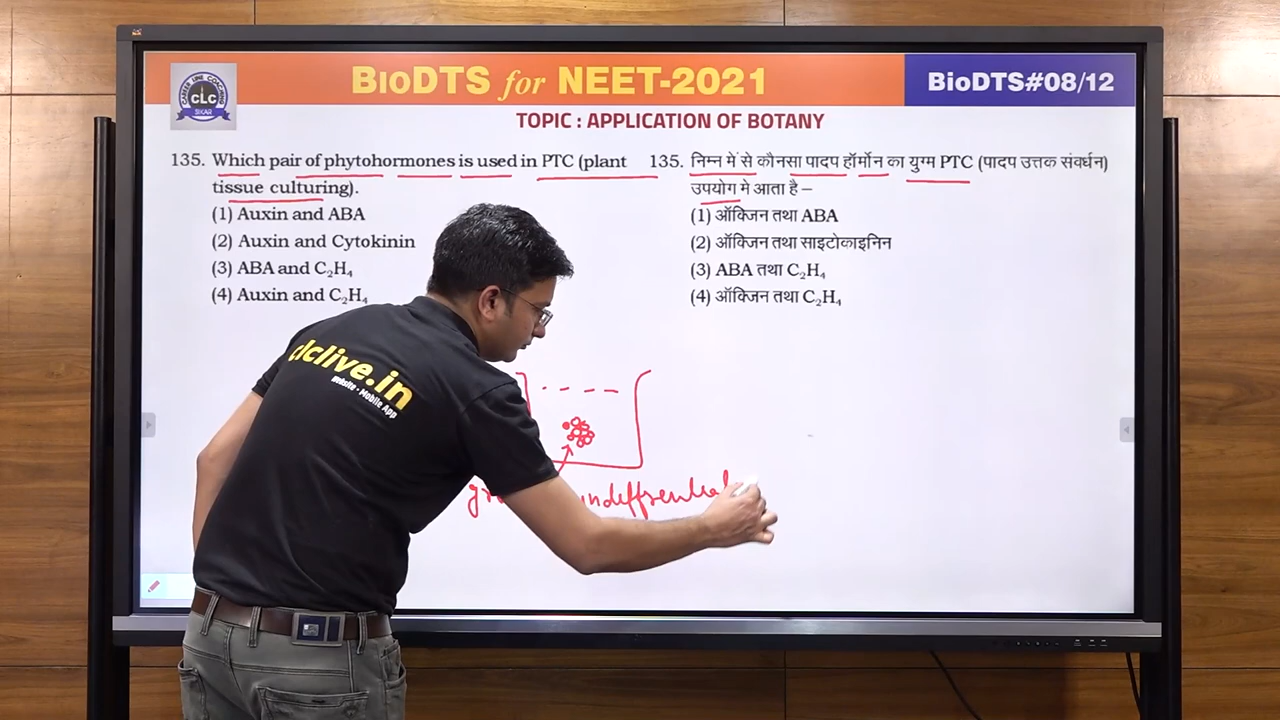 BioDTS for NEET-2021
BioDTS#08/12
CAREER LINE COACHING
CLC
SIKAR
TOPIC : APPLICATION OF BOTANY
135. Which pair of phytohormones is used in PTC (plant
tissue culturing).
(1) Auxin and ABA
(2) Auxin and Cytokinin
(3) ABA and C₂H₄
(4) Auxin and C₂H₄
135. निम्न में से कौनसा पादप हॉर्मोन का युग्म PTC (पादप उत्तक संवर्धन)
उपयोग मे आता है –
(1) ऑक्जिन तथा ABA
(2) ऑक्जिन तथा साइटोकाइनिन
(3) ABA तथा C₂H₄
(4) ऑक्जिन तथा C₂H₄
clclive.in
Website - Mobile App